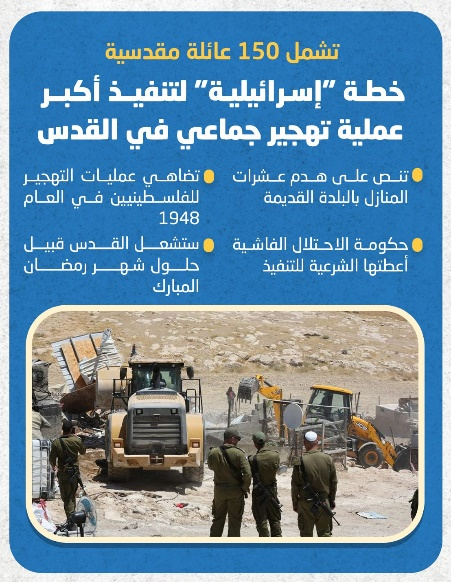 تشمل 150 عائلة مقدسية
خطة "إسرائيلية" لتنفيذ أكبر
عملية تهجير جماعي في القدس
تنص على هدم عشرات
المنازل بالبلدة القديمة
تضاهي عمليات التهجير
للفلسطينيين في العام
1948
حكومة الاحتلال الفاشية
أعطتها الشرعية للتنفيذ
ستشعل القدس قبيل
حلول شهر رمضان
المبارك